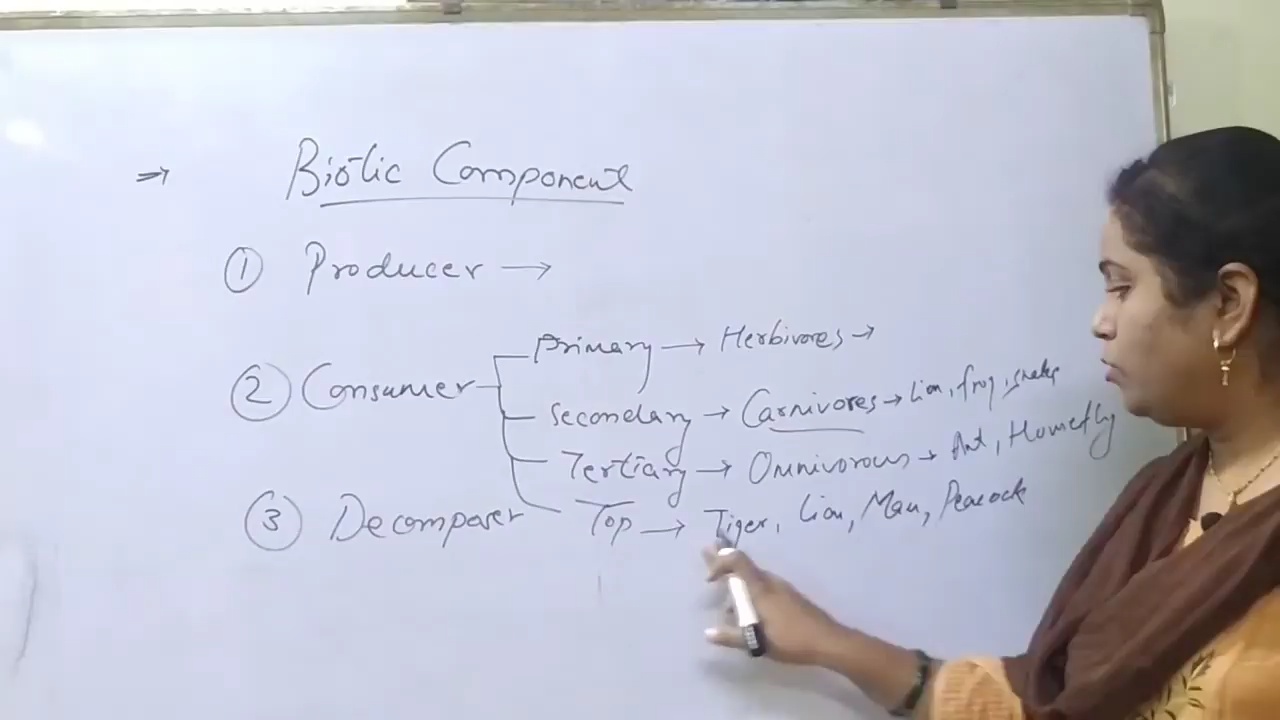 ⇒ Biotic Component
① Producer →
Primary → Herbivores →
② Consumer
Secondary → Carnivores → Lion, frog, snake
Tertiary → Omnivorous → Ant, Housefly
③ Decomposer
Top → Tiger, Lion, Man, Peacock